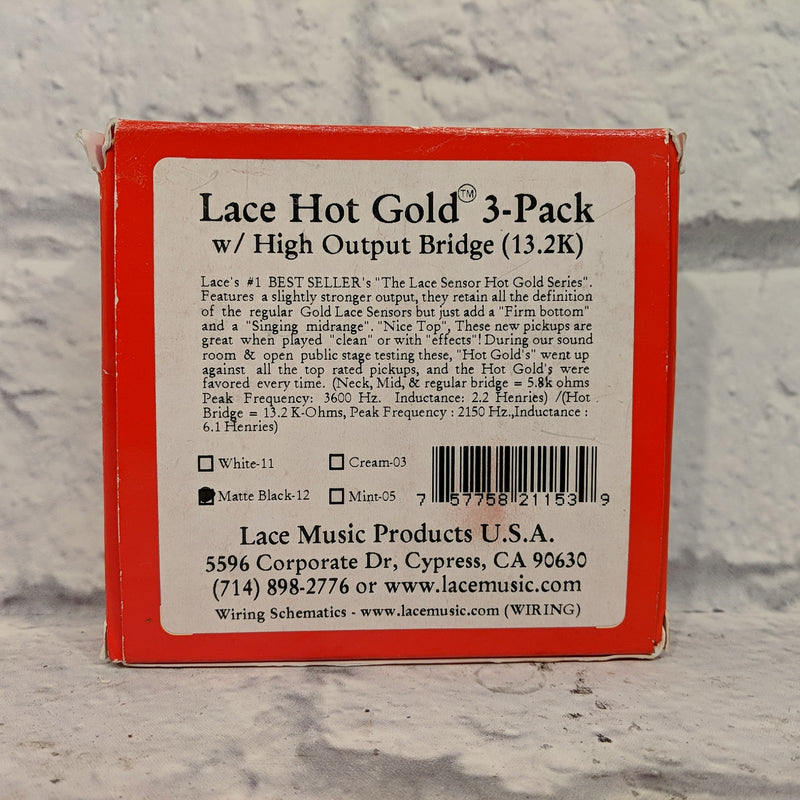 Lace Hot Gold™ 3-Pack
w/ High Output Bridge (13.2K)
Lace's #1 BEST SELLER's "The Lace Sensor Hot Gold Series".
Features a slightly stronger output, they retain all the definition
of the regular Gold Lace Sensors but just add a "Firm bottom"
and a "Singing midrange". "Nice Top", These new pickups are
great when played "clean" or with "effects"! During our sound
room & open public stage testing these, "Hot Gold's" went up
against all the top rated pickups, and the Hot Gold's were
favored every time. (Neck, Mid, & regular bridge = 5.8k ohms
Peak Frequency: 3600 Hz. Inductance: 2.2 Henries) /(Hot
Bridge = 13.2 K-Ohms, Peak Frequency : 2150 Hz.,Inductance :
6.1 Henries)
White-11 Cream-03
Matte Black-12 Mint-05 7 57758 21153 9
Lace Music Products U.S.A.
5596 Corporate Dr, Cypress, CA 90630
(714) 898-2776 or www.lacemusic.com
Wiring Schematics - www.lacemusic.com (WIRING)